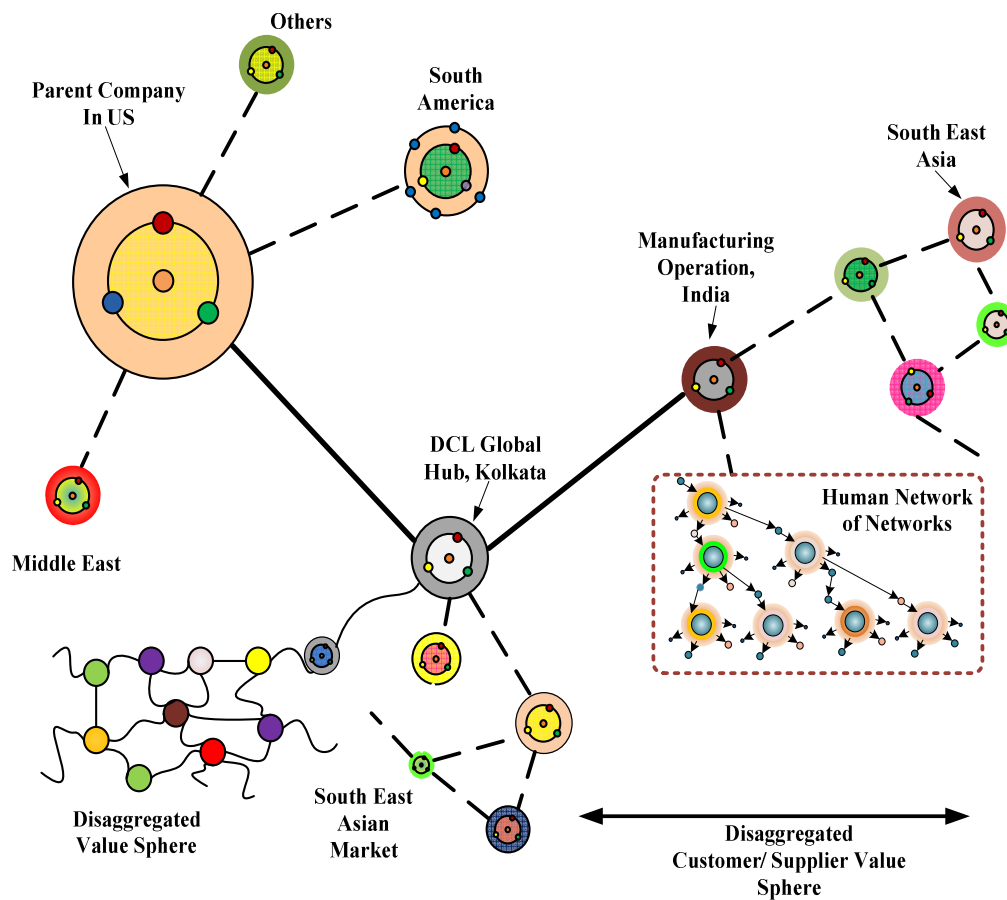 Others
Parent Company
In US
South
America
South East
Asia
Manufacturing
Operation,
India
DCL Global
Hub, Kolkata
Human Network
of Networks
Middle East
South East
Asian
Market
Disaggregated
Value Sphere
Disaggregated
Customer/ Supplier Value
Sphere